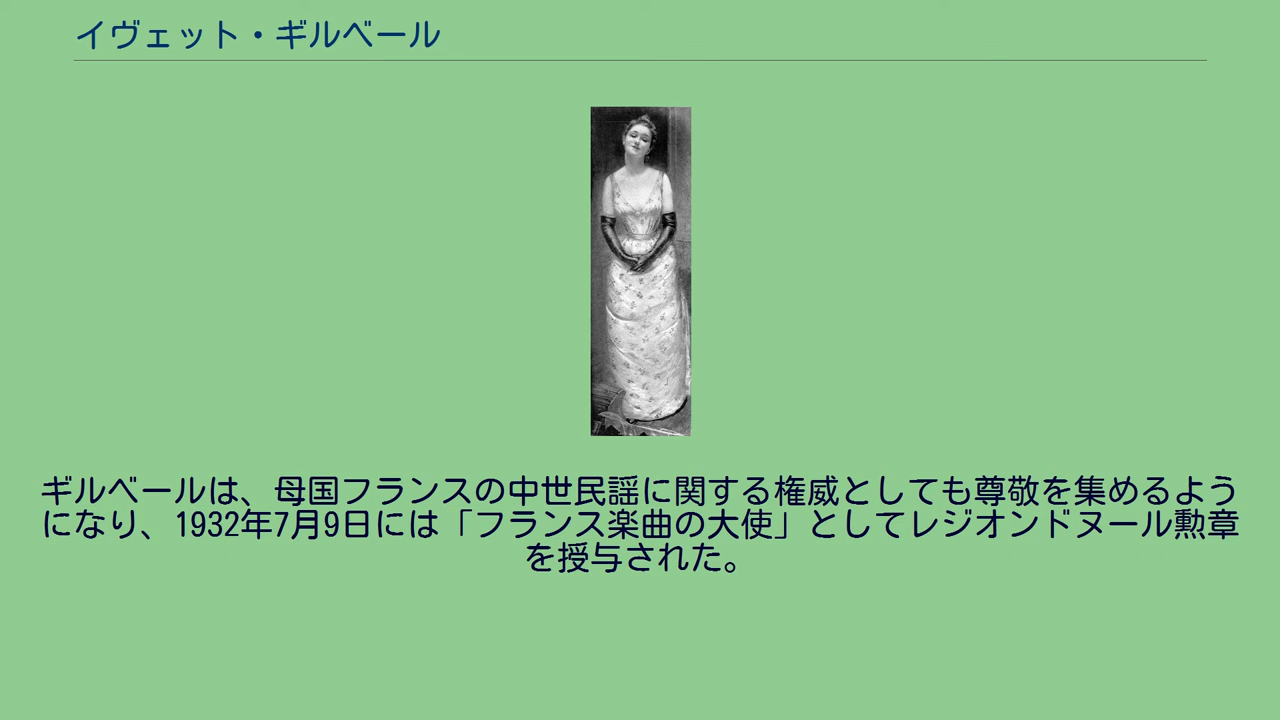 イヴェット・ギルベール
ギルベールは、母国フランスの中世民謡に関する権威としても尊敬を集めるよう
になり、1932年7月9日には「フランス楽曲の大使」としてレジオンドヌール勲章
を授与された。